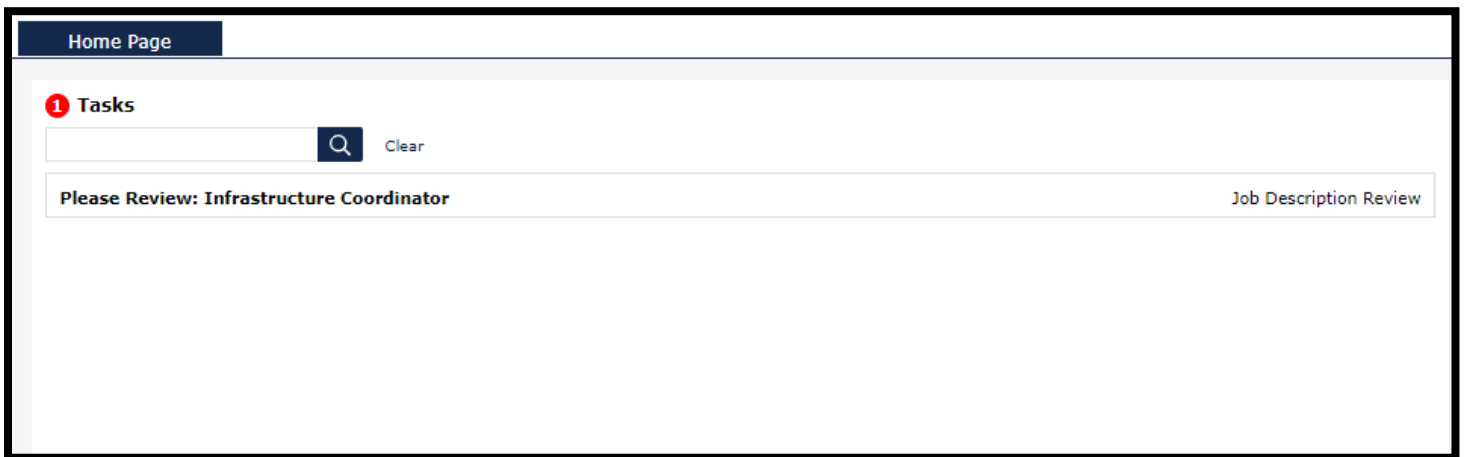 Home Page
1 Tasks
Clear
Please Review: Infrastructure Coordinator Job Description Review